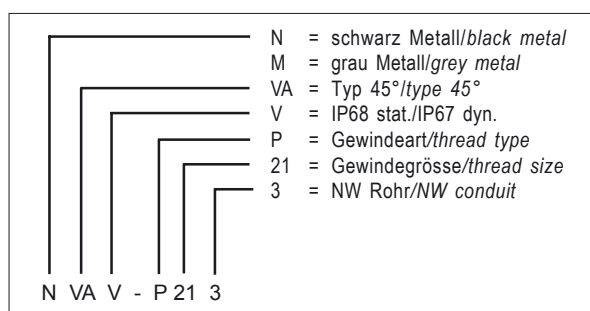 N = schwarz Metall/black metal
M = grau Metall/grey metal
VA = Typ 45°/type 45°
V = IP68 stat./IP67 dyn.
P = Gewindeart/thread type
21 = Gewindegrösse/thread size
3 = NW Rohr/NW conduit
N VA V - P 21 3